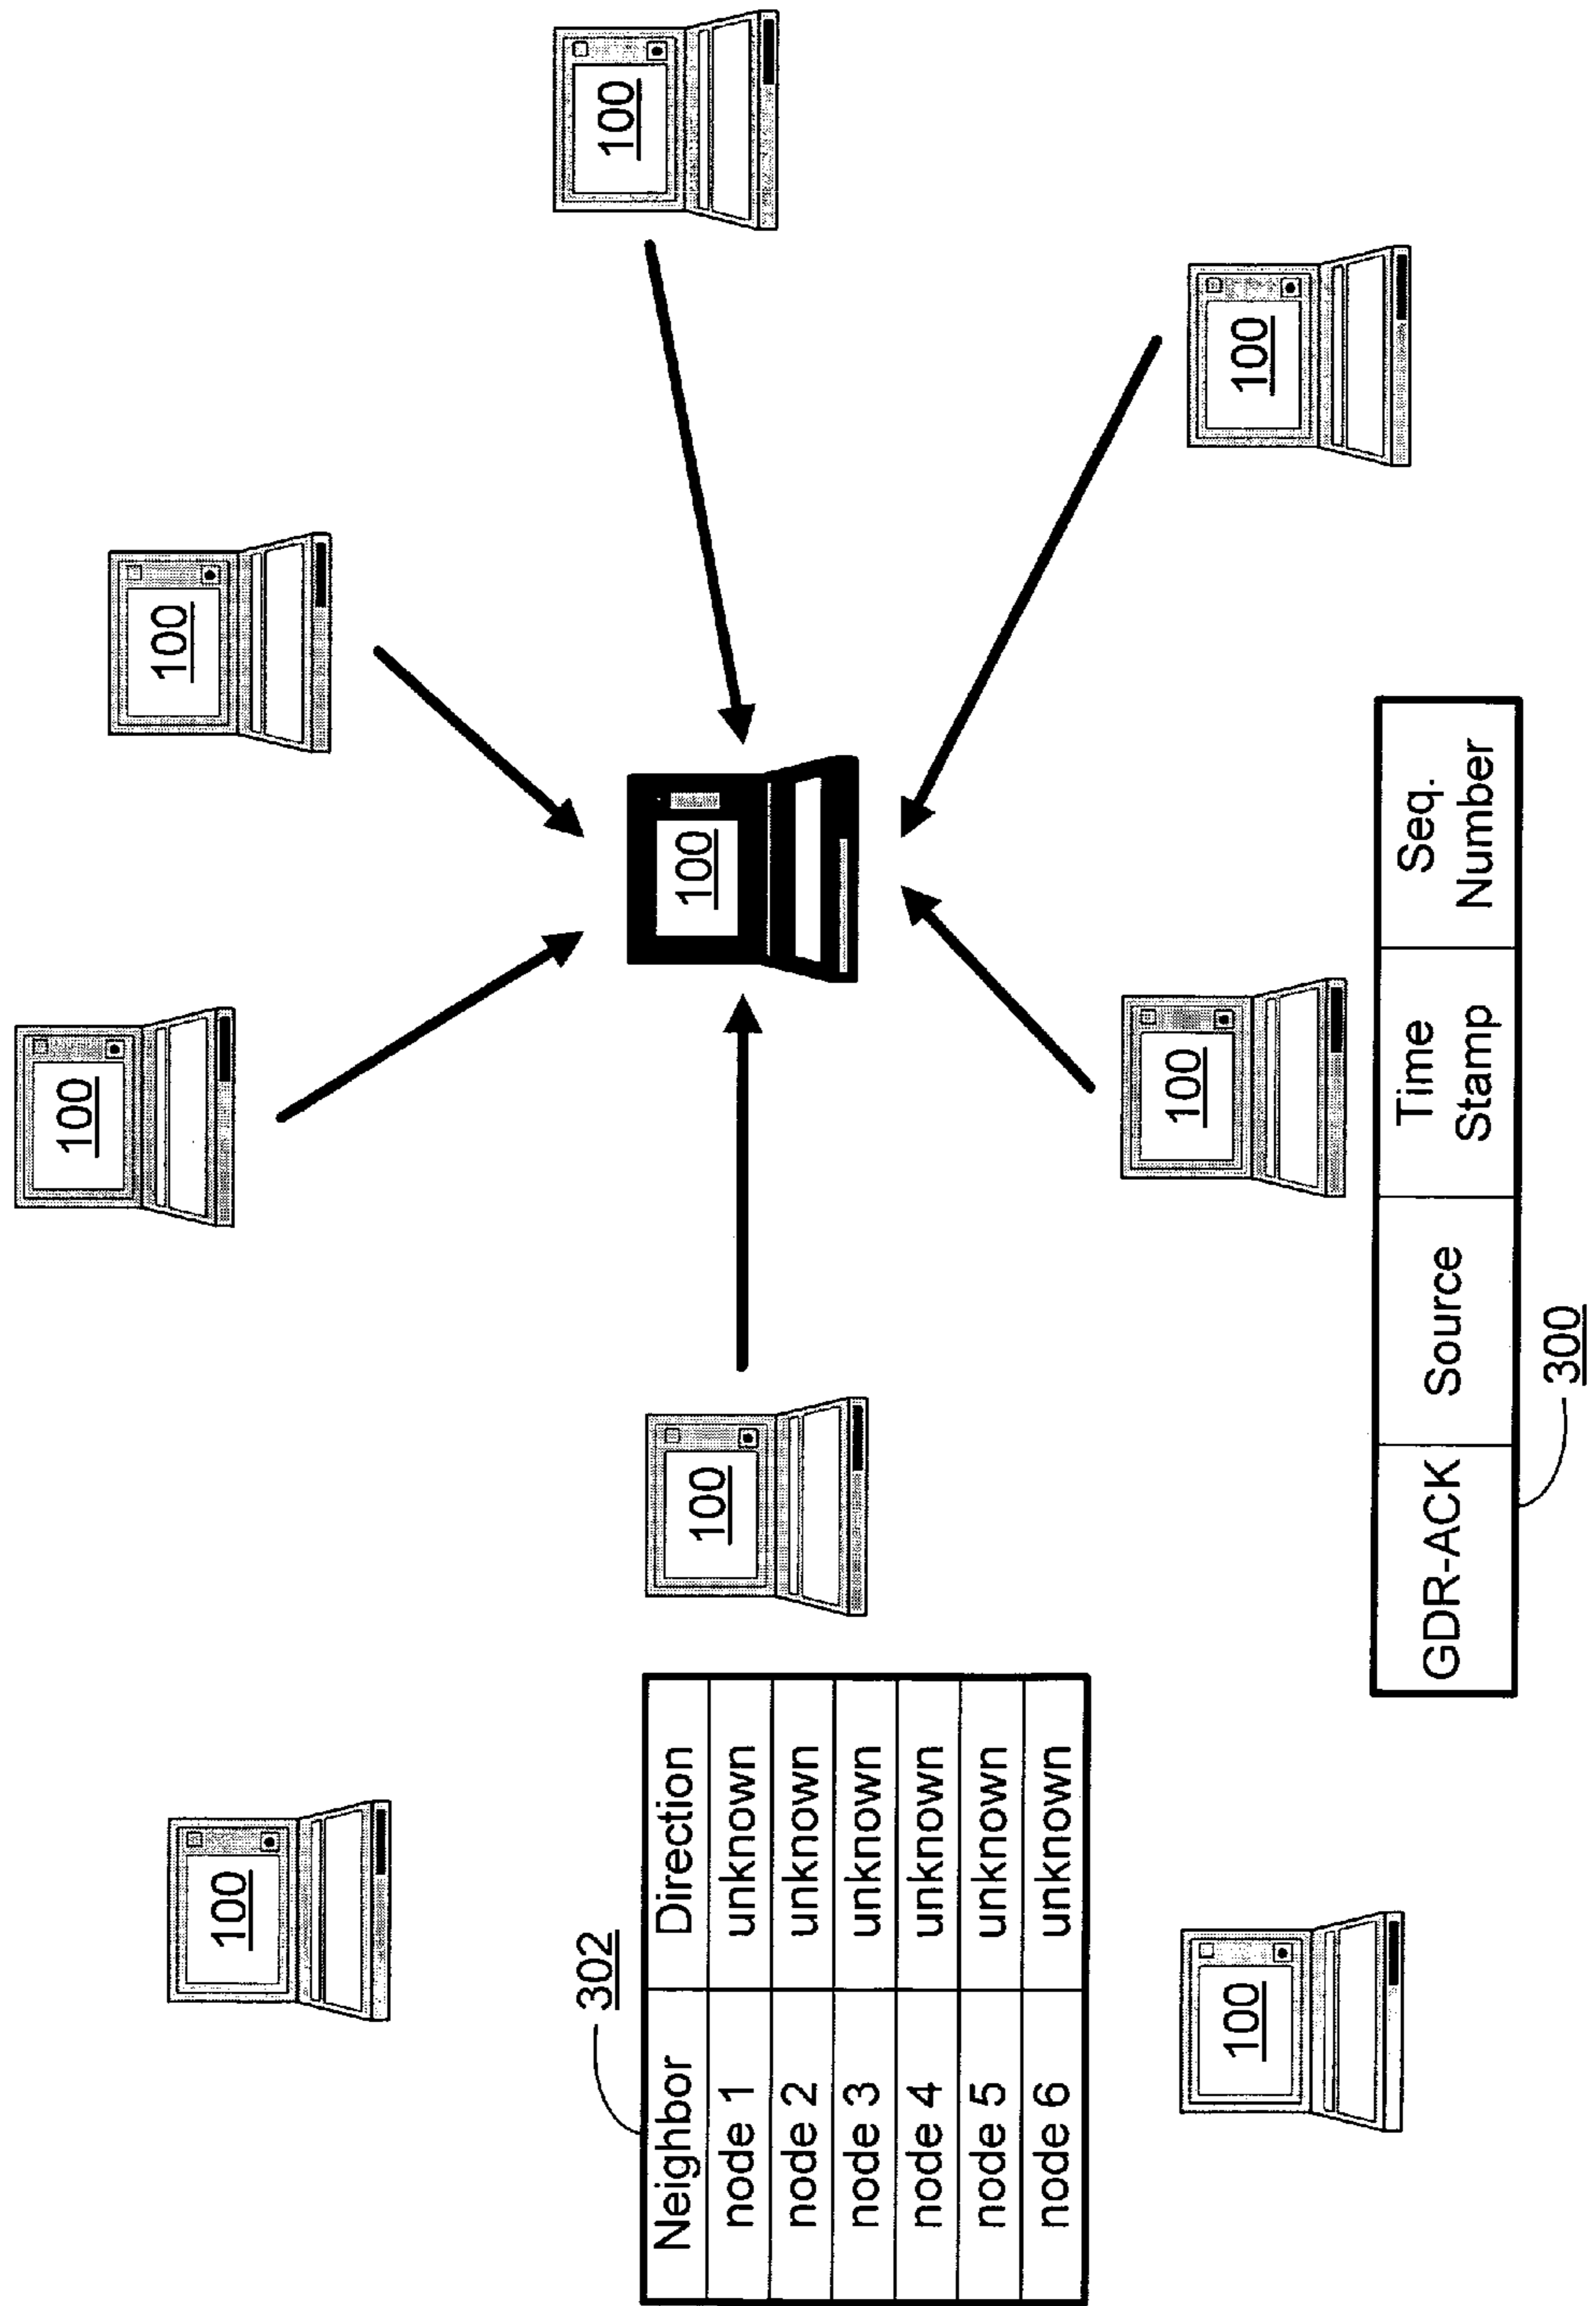 100
100
100
302
100
100
100
Neighbor Direction
node 1 unknown
node 2 unknown
node 3 unknown
node 4 unknown
node 5 unknown
node 6 unknown
100
100
100
GDR-ACK Source Time Stamp Seq. Number
300